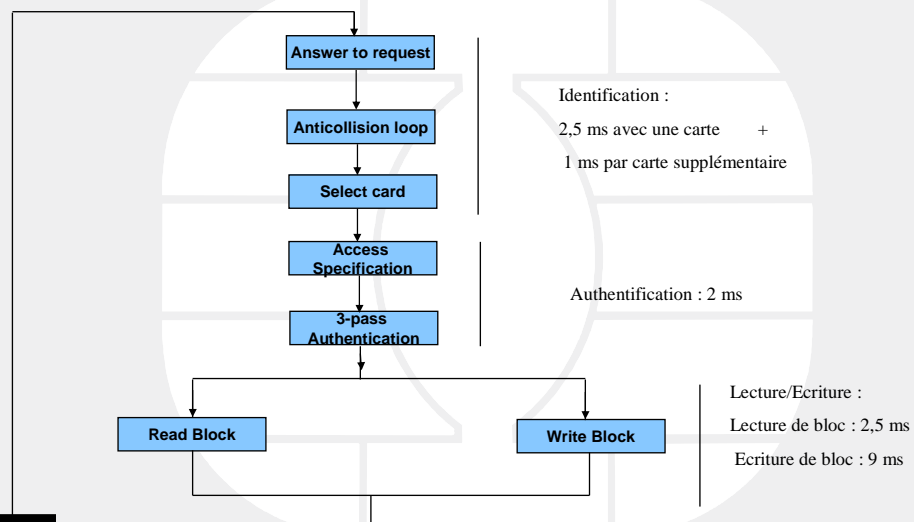 Answer to request
Identification :
2,5 ms avec une carte +
1 ms par carte supplémentaire
Anticollision loop
Select card
Access
Specification
3-pass
Authentication
Authentification : 2 ms
Read Block
Write Block
Lecture/Ecriture :
Lecture de bloc : 2,5 ms
Ecriture de bloc : 9 ms